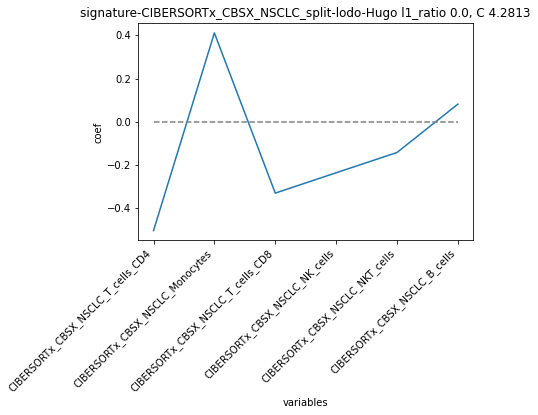 signature-CIBERSORTx_CBSX_NSCLC_split-lodo-Hugo l1_ratio 0.0, C 4.2813
0.4
0.2
0.0
−0.2
−0.4
coef
CIBERSORTx_CBSX_NSCLC_T_cells_CD4
CIBERSORTx_CBSX_NSCLC_Monocytes
CIBERSORTx_CBSX_NSCLC_T_cells_CD8
CIBERSORTx_CBSX_NSCLC_NK_cells
CIBERSORTx_CBSX_NSCLC_NKT_cells
CIBERSORTx_CBSX_NSCLC_B_cells
variables